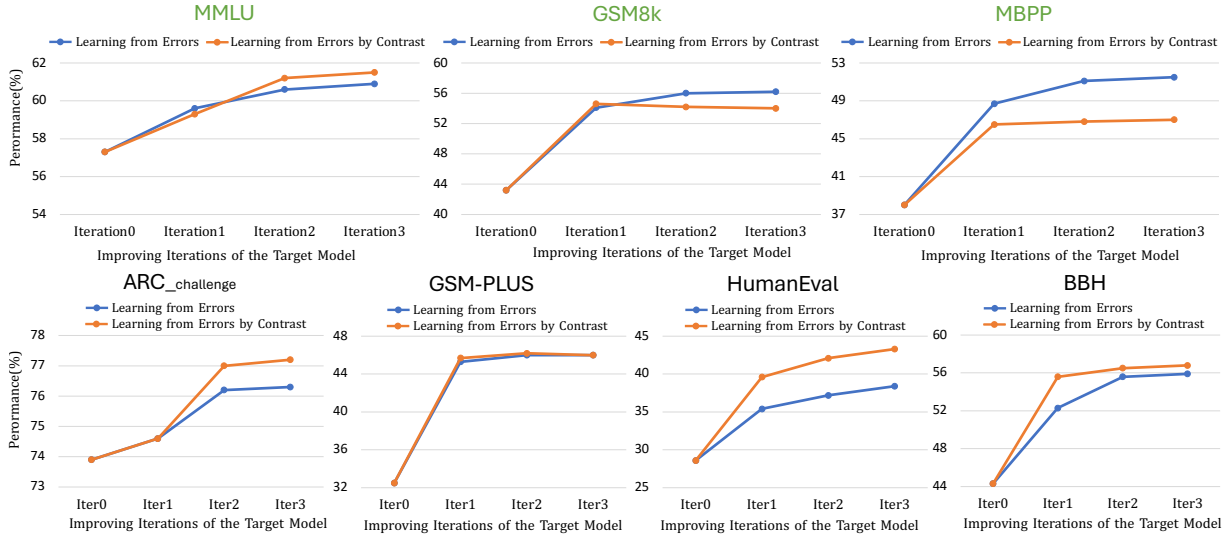 MMLU
Learning from Errors Learning from Errors by Contrast
Perormance(%)
62
60
58
56
54
Iteration0 Iteration1 Iteration2 Iteration3
Improving Iterations of the Target Model
GSM8k
Learning from Errors Learning from Errors by Contrast
60
56
52
48
44
40
Iteration0 Iteration1 Iteration2 Iteration3
Improving Iterations of the Target Model
MBPP
Learning from Errors Learning from Errors by Contrast
53
49
45
41
37
Iteration0 Iteration1 Iteration2 Iteration3
Improving Iterations of the Target Model
ARC_challenge
Learning from Errors
Learning from Errors by Contrast
Perormance(%)
78
77
76
75
74
73
Iter0 Iter1 Iter2 Iter3
Improving Iterations of the Target Model
GSM-PLUS
Learning from Errors
Learning from Errors by Contrast
48
44
40
36
32
Iter0 Iter1 Iter2 Iter3
Improving Iterations of the Target Model
HumanEval
Learning from Errors
Learning from Errors by Contrast
45
40
35
30
25
Iter0 Iter1 Iter2 Iter3
Improving Iterations of the Target Model
BBH
Learning from Errors
Learning from Errors by Contrast
60
56
52
48
44
Iter0 Iter1 Iter2 Iter3
Improving Iterations of the Target Model